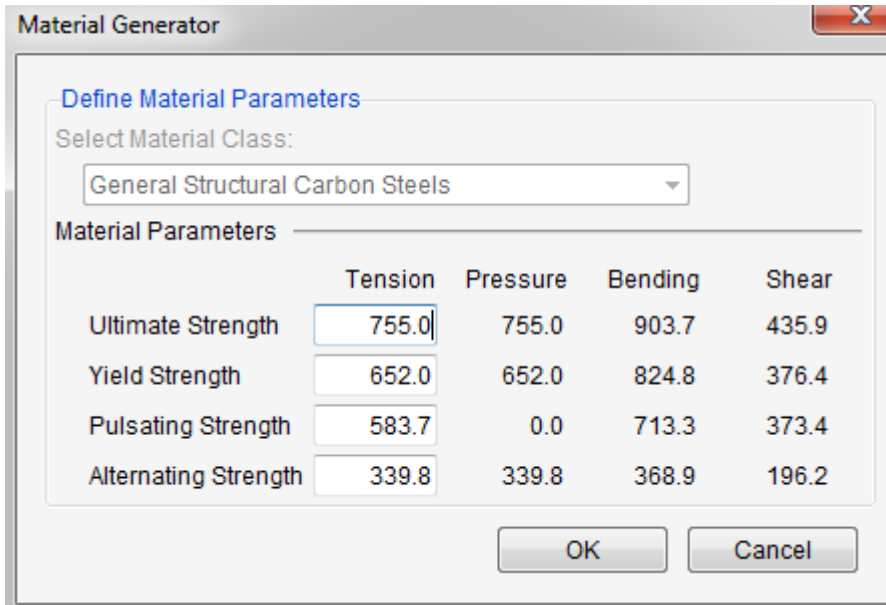 Material Generator
x
Define Material Parameters
Select Material Class:
General Structural Carbon Steels
Material Parameters
Tension Pressure Bending Shear
Ultimate Strength 755.0 755.0 903.7 435.9
Yield Strength 652.0 652.0 824.8 376.4
Pulsating Strength 583.7 0.0 713.3 373.4
Alternating Strength 339.8 339.8 368.9 196.2
OK Cancel